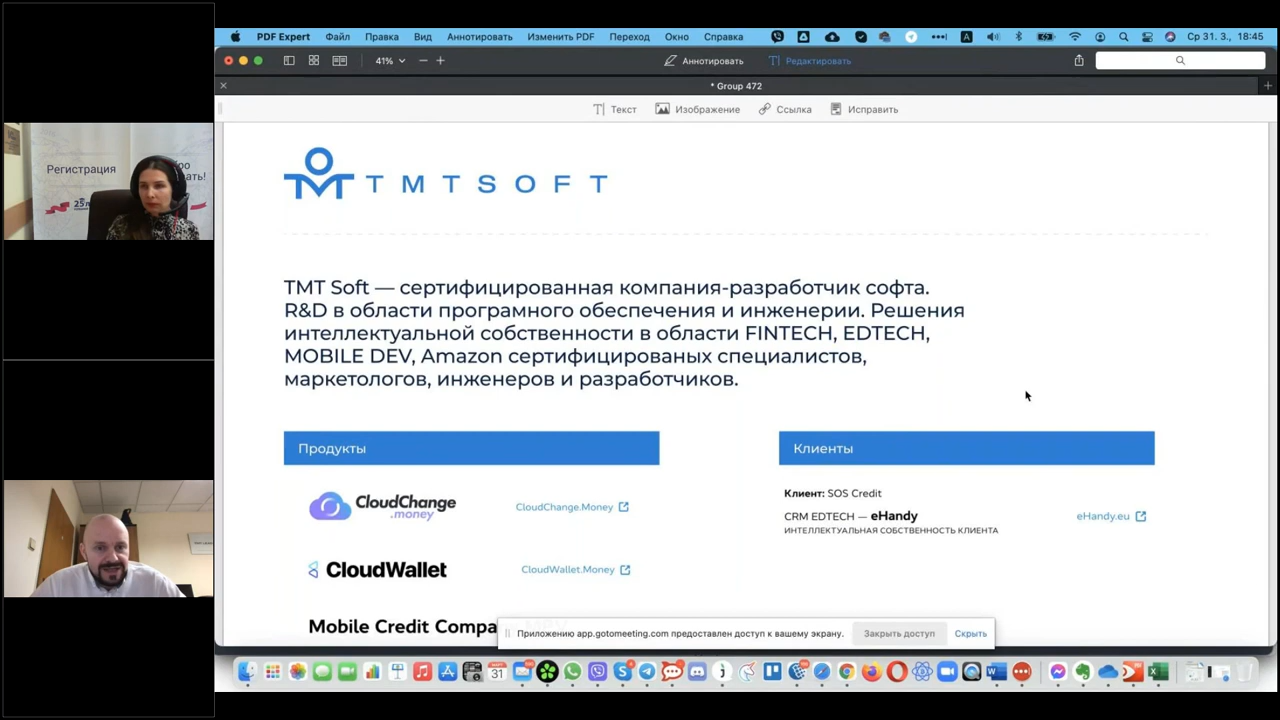 PDF Expert Файл Правка Вид Аннотировать Изменить PDF Переход Окно Справка
A Ср 31. 3., 18:45
41% Аннотировать Редактировать
* Group 472
Текст Изображение Ссылка Исправить
Регистрация
25
TMTSOFT
TMT Soft — сертифицированная компания-разработчик софта.
R&D в области програмного обеспечения и инженерии. Решения
интеллектуальной собственности в области FINTECH, EDTECH,
MOBILE DEV, Amazon сертифицированых специалистов,
маркетологов, инженеров и разработчиков.
Продукты
CloudChange
.money
CloudChange.Money
CloudWallet
CloudWallet.Money
Mobile Credit Compa
Клиенты
Клиент: SOS Credit
CRM EDTECH — eHandy
ИНТЕЛЛЕКТУАЛЬНАЯ СОБСТВЕННОСТЬ КЛИЕНТА
eHandy.eu
Приложению app.gotomeeting.com предоставлен доступ к вашему экрану. Закрыть доступ Скрыть
31